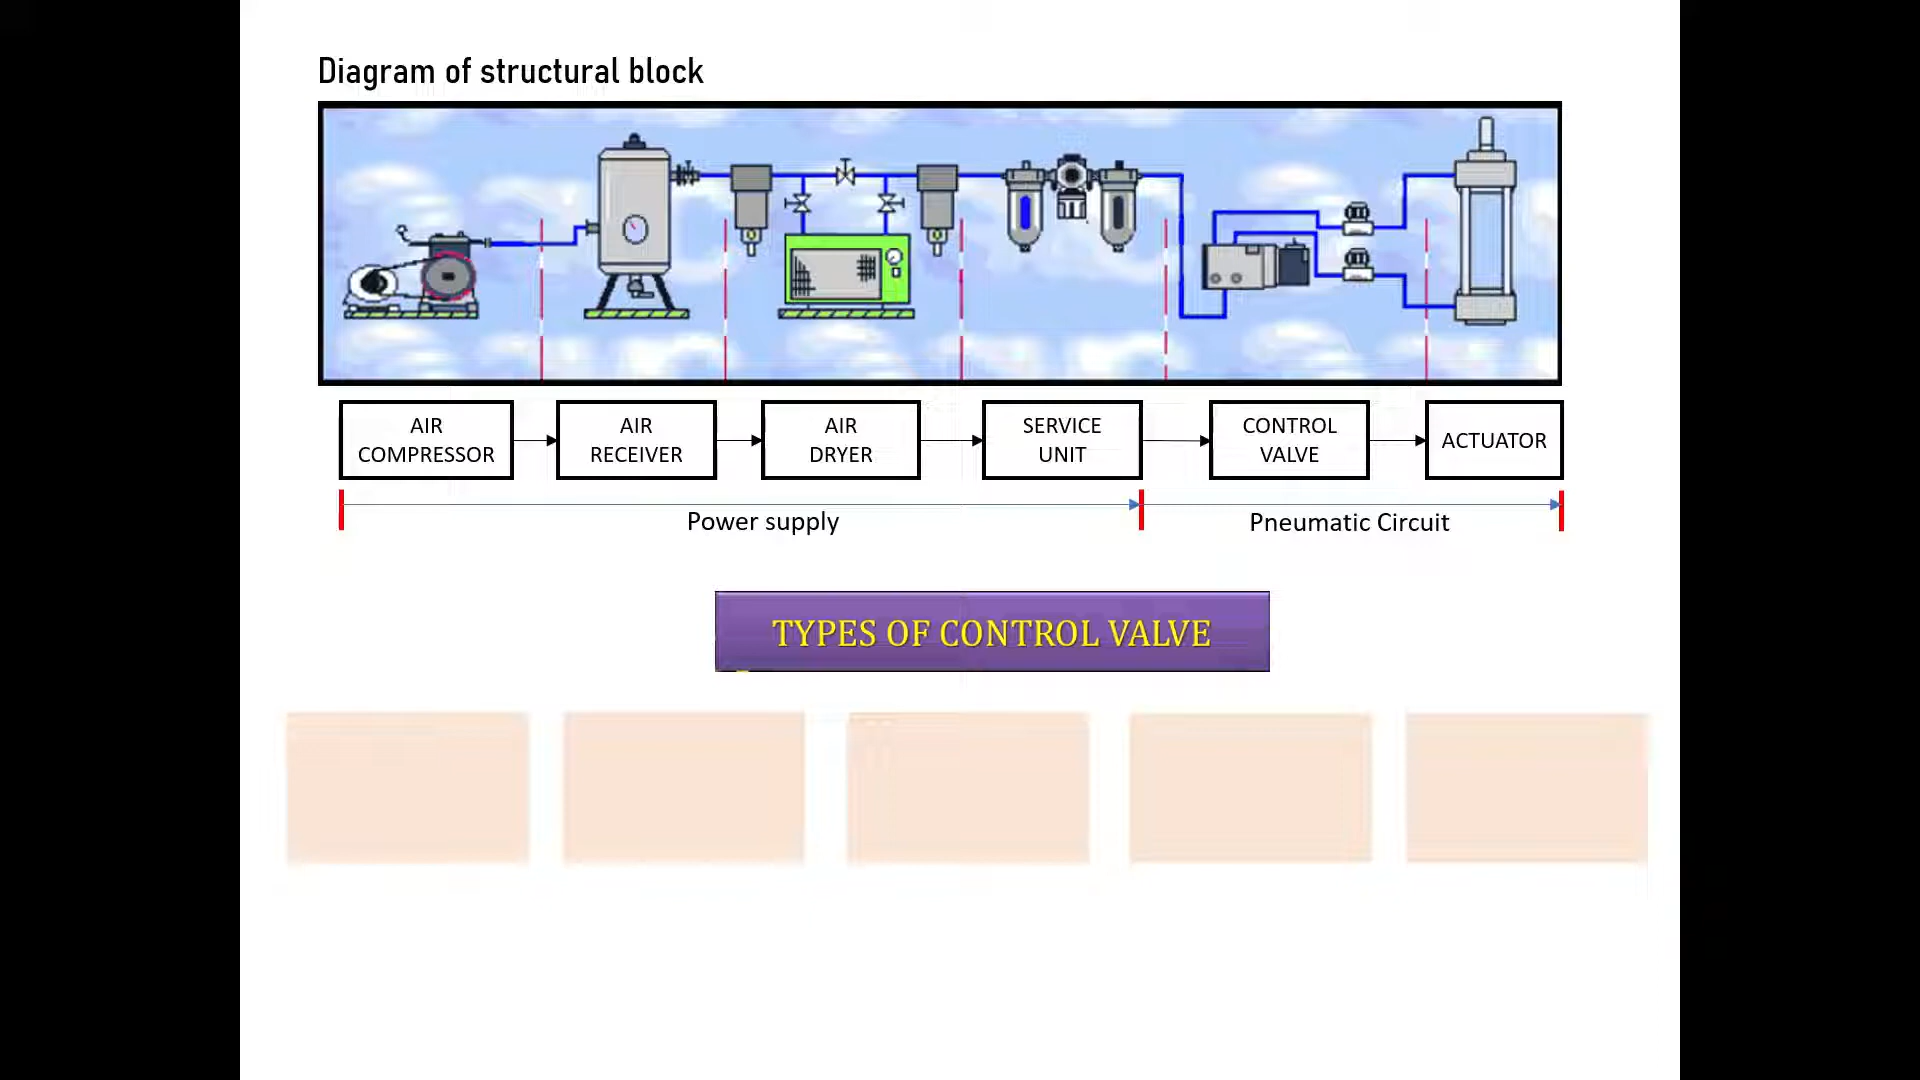 Diagram of structural block
AIR
COMPRESSOR
AIR
RECEIVER
AIR
DRYER
SERVICE
UNIT
CONTROL
VALVE
ACTUATOR
Power supply
Pneumatic Circuit
TYPES OF CONTROL VALVE